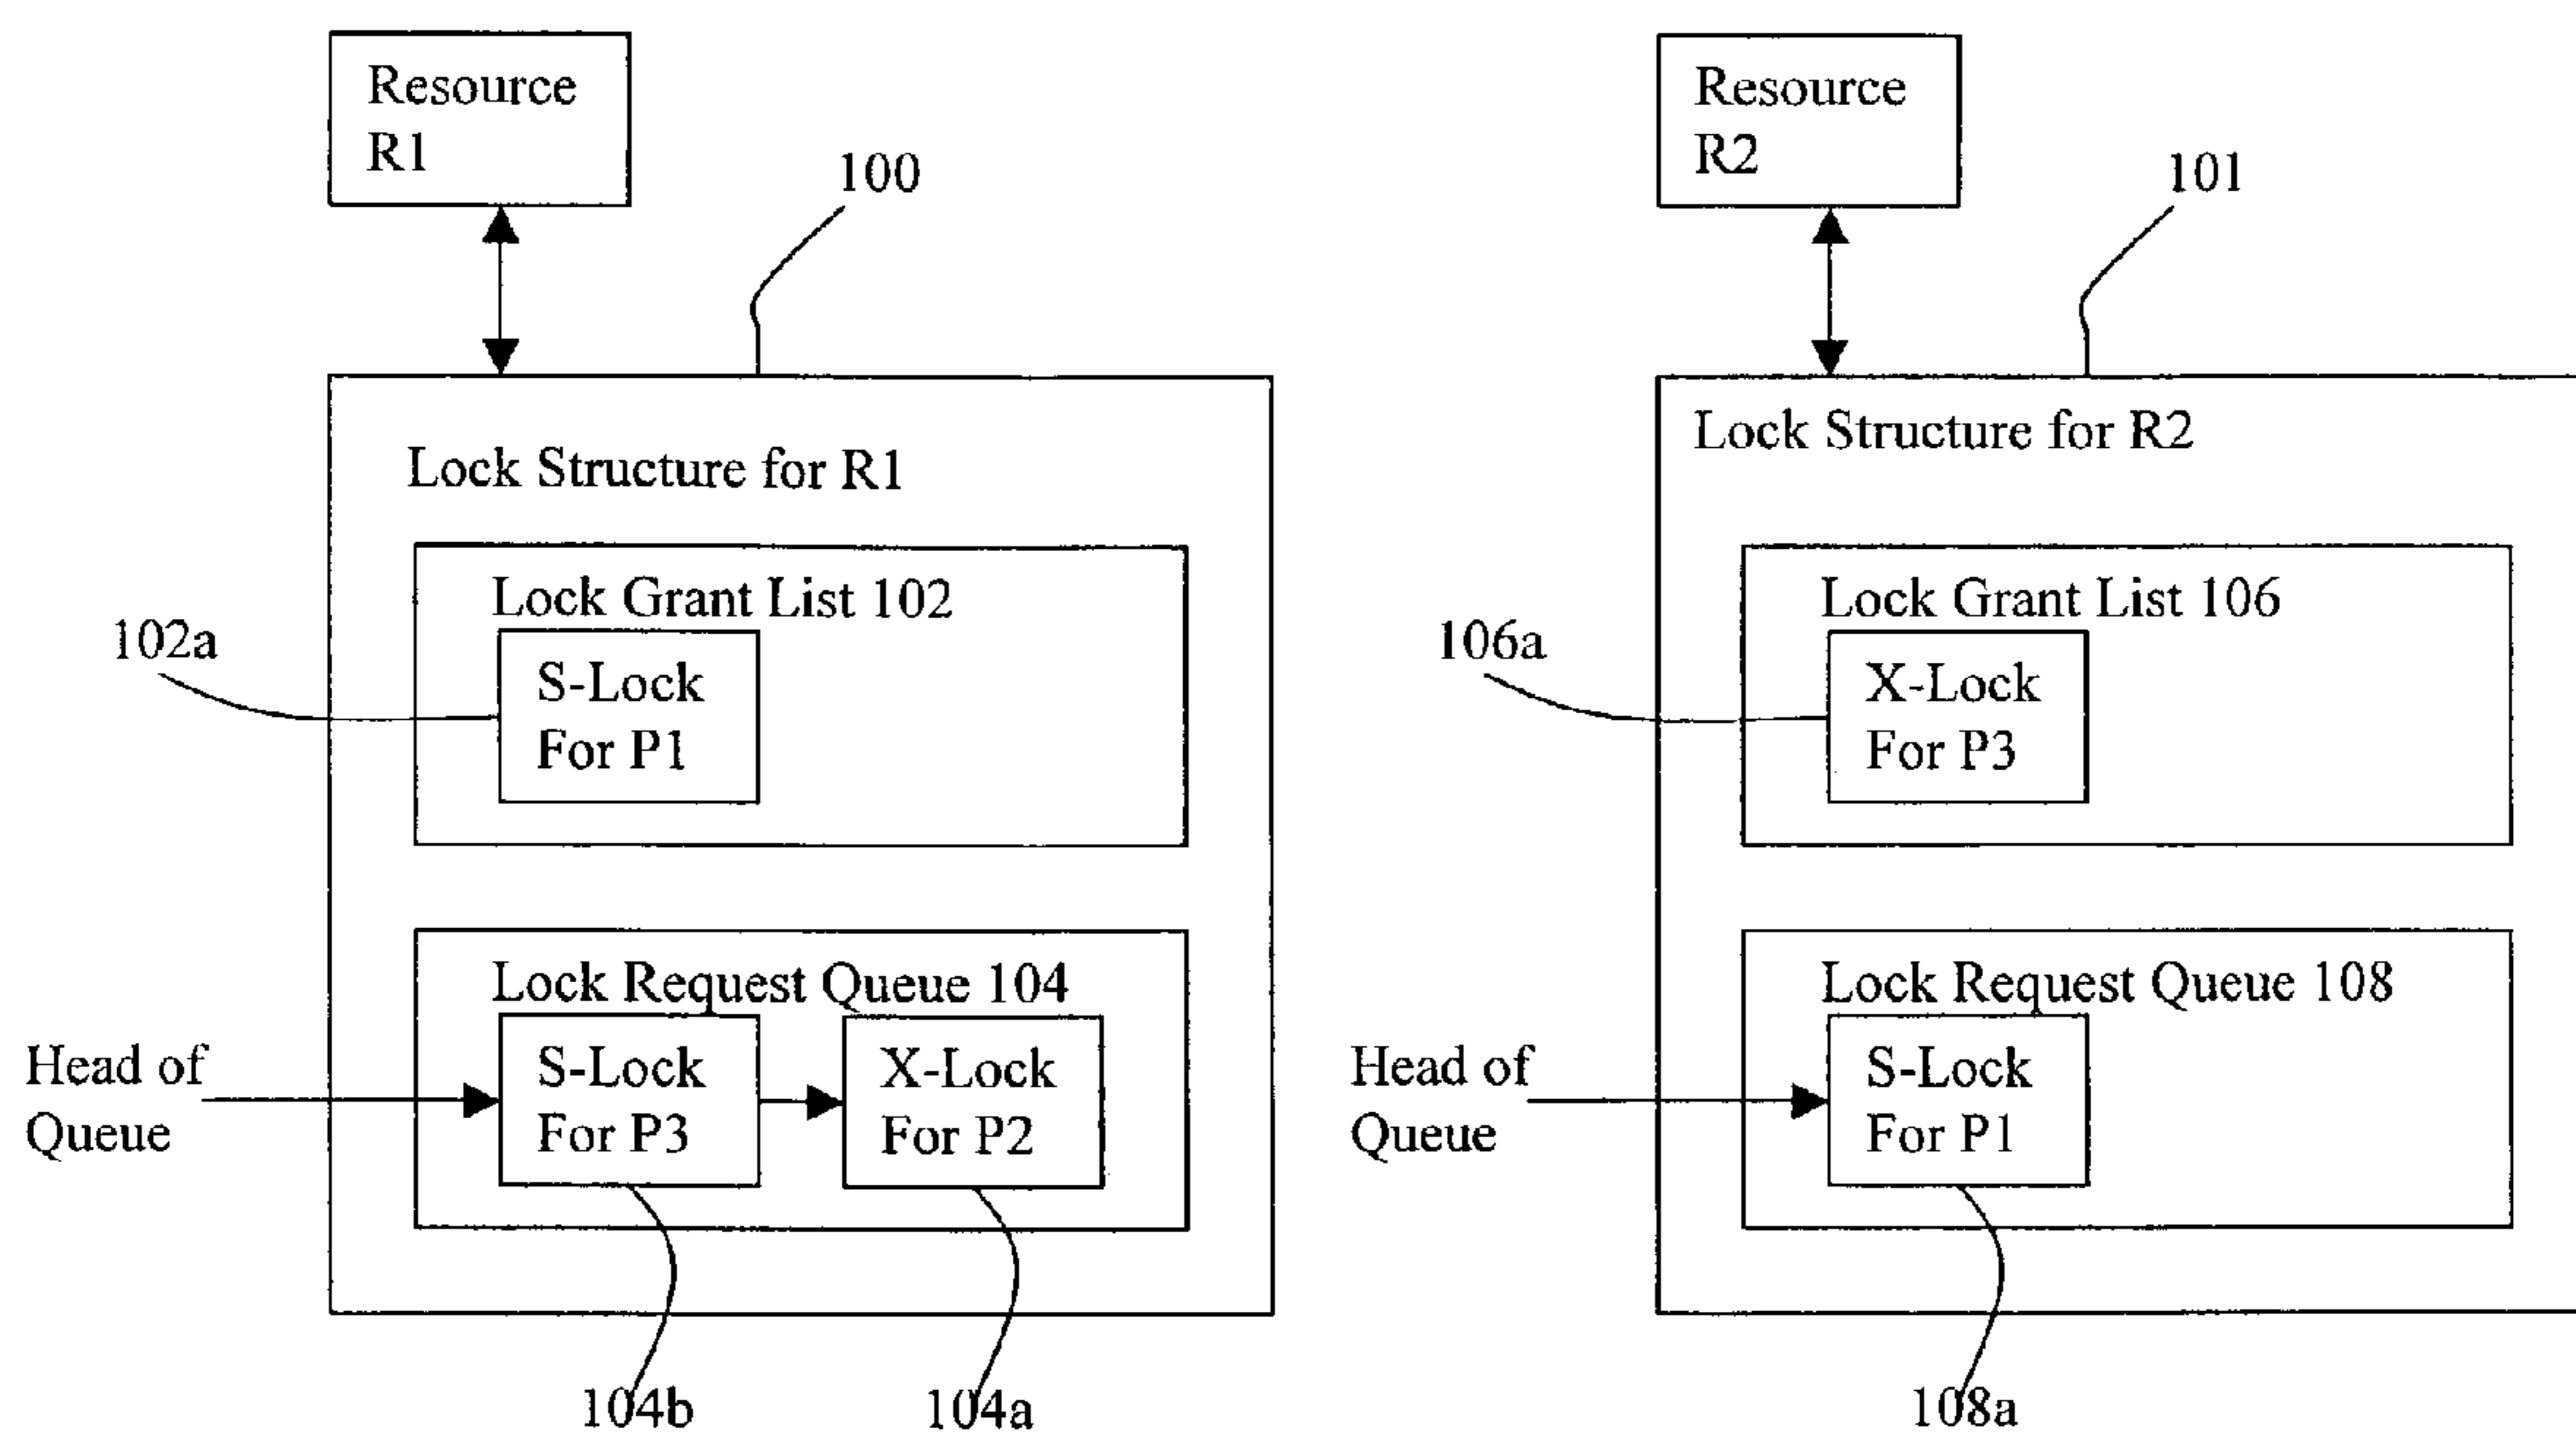 Resource
R1
100
Lock Structure for R1
Lock Grant List 102
102a
S-Lock
For P1
Lock Request Queue 104
Head of
Queue
S-Lock
For P3
X-Lock
For P2
104b
104a
Resource
R2
101
Lock Structure for R2
Lock Grant List 106
106a
X-Lock
For P3
Lock Request Queue 108
Head of
Queue
S-Lock
For P1
108a